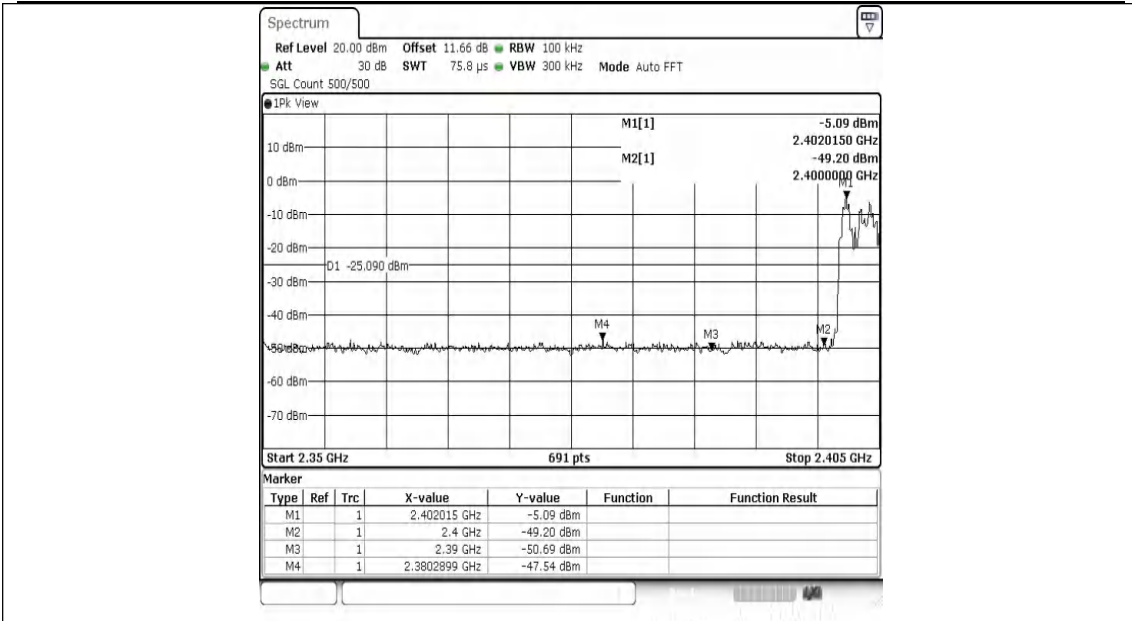 Spectrum
Ref Level 20.00 dBm Offset 11.66 dB RBW 100 kHz
Att 30 dB SWT 75.8 µs VBW 300 kHz Mode Auto FFT
SGL Count 500/500
1Pk View
M1[1] -5.09 dBm
2.4020150 GHz
10 dBm
M2[1] -49.20 dBm
2.4000000 GHz
0 dBm
M1
-10 dBm
-20 dBm
D1 -25.090 dBm
-30 dBm
-40 dBm
M4
M3
M2
-50 dBm
-60 dBm
-70 dBm
Start 2.35 GHz 691 pts Stop 2.405 GHz
Marker
Type Ref Trc X-value Y-value Function Function Result
M1 1 2.402015 GHz -5.09 dBm
M2 1 2.4 GHz -49.20 dBm
M3 1 2.39 GHz -50.69 dBm
M4 1 2.3802899 GHz -47.54 dBm